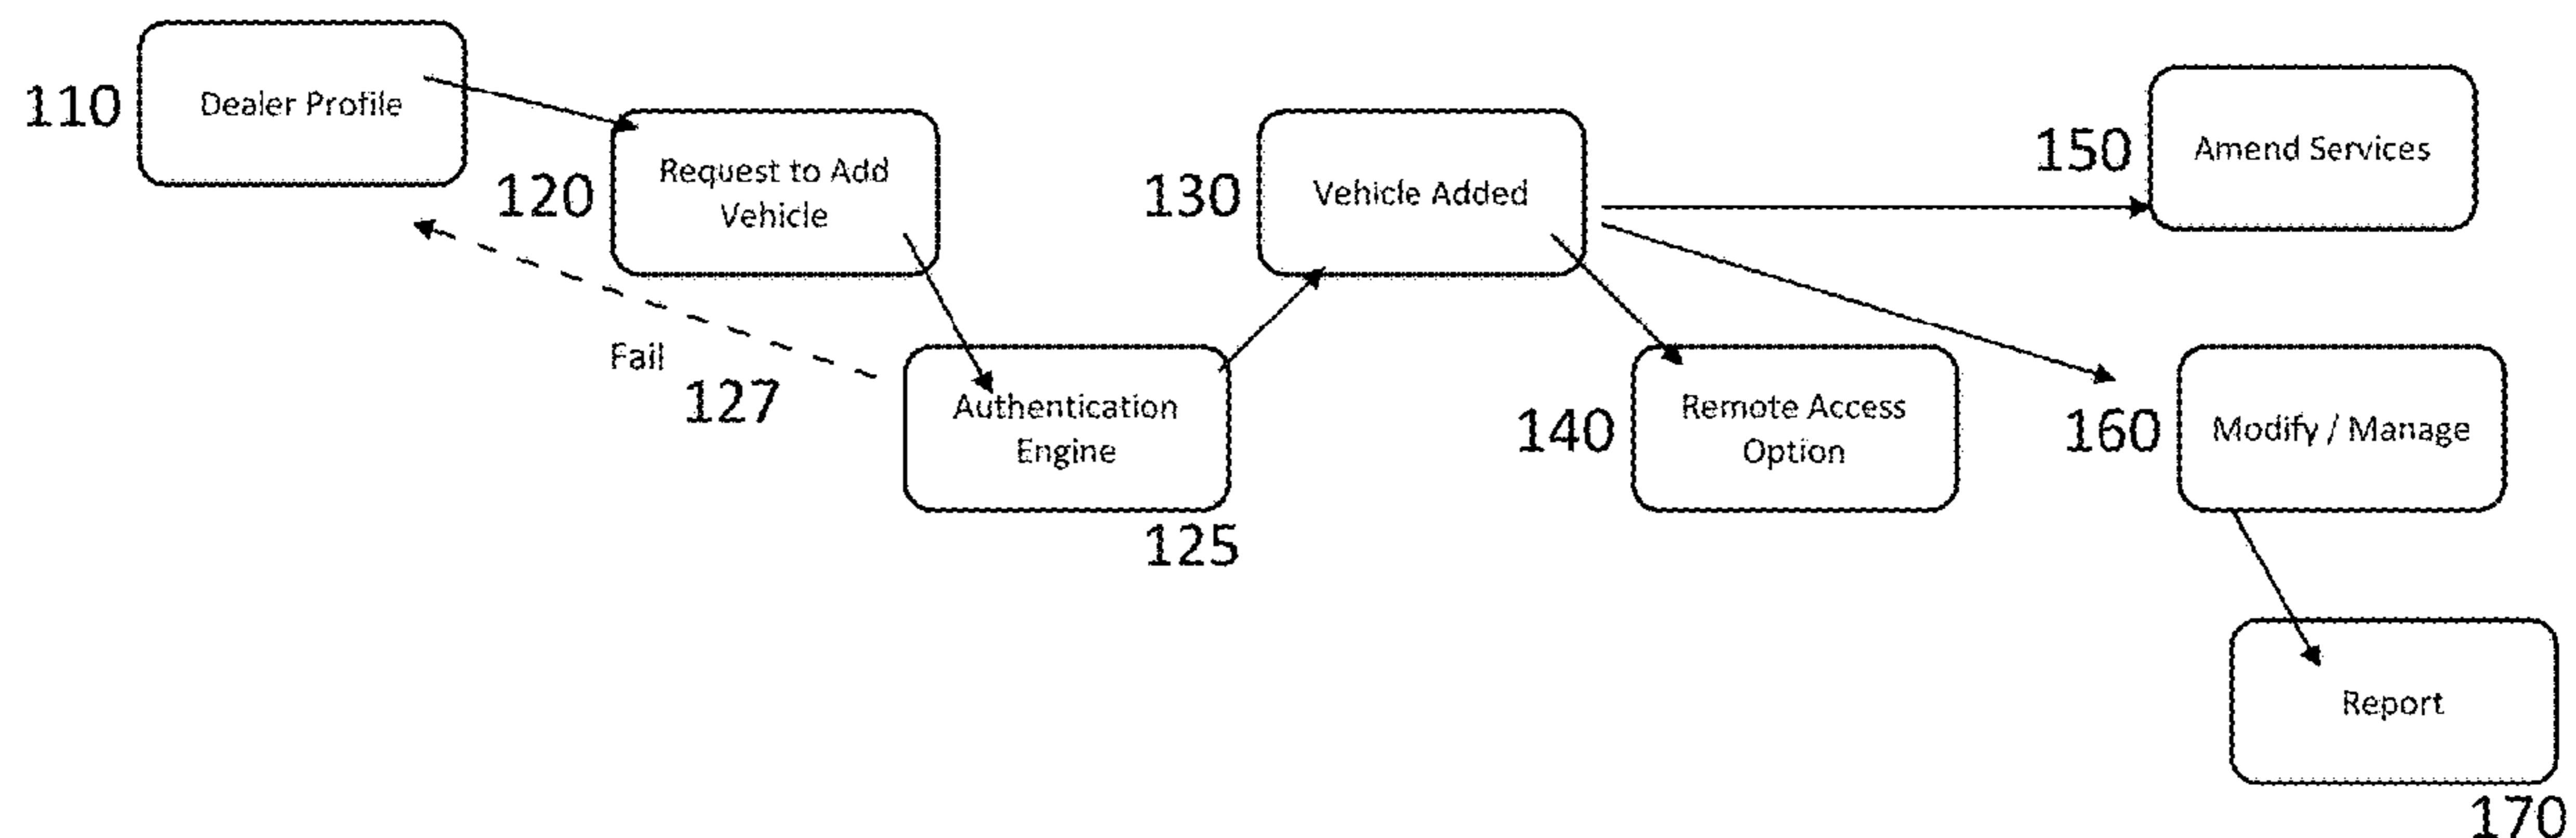 110
Dealer Profile
120
Request to Add
Vehicle
Fail
127
Authentication
Engine
125
130
Vehicle Added
140
Remote Access
Option
150
Amend Services
160
Modify / Manage
Report
170